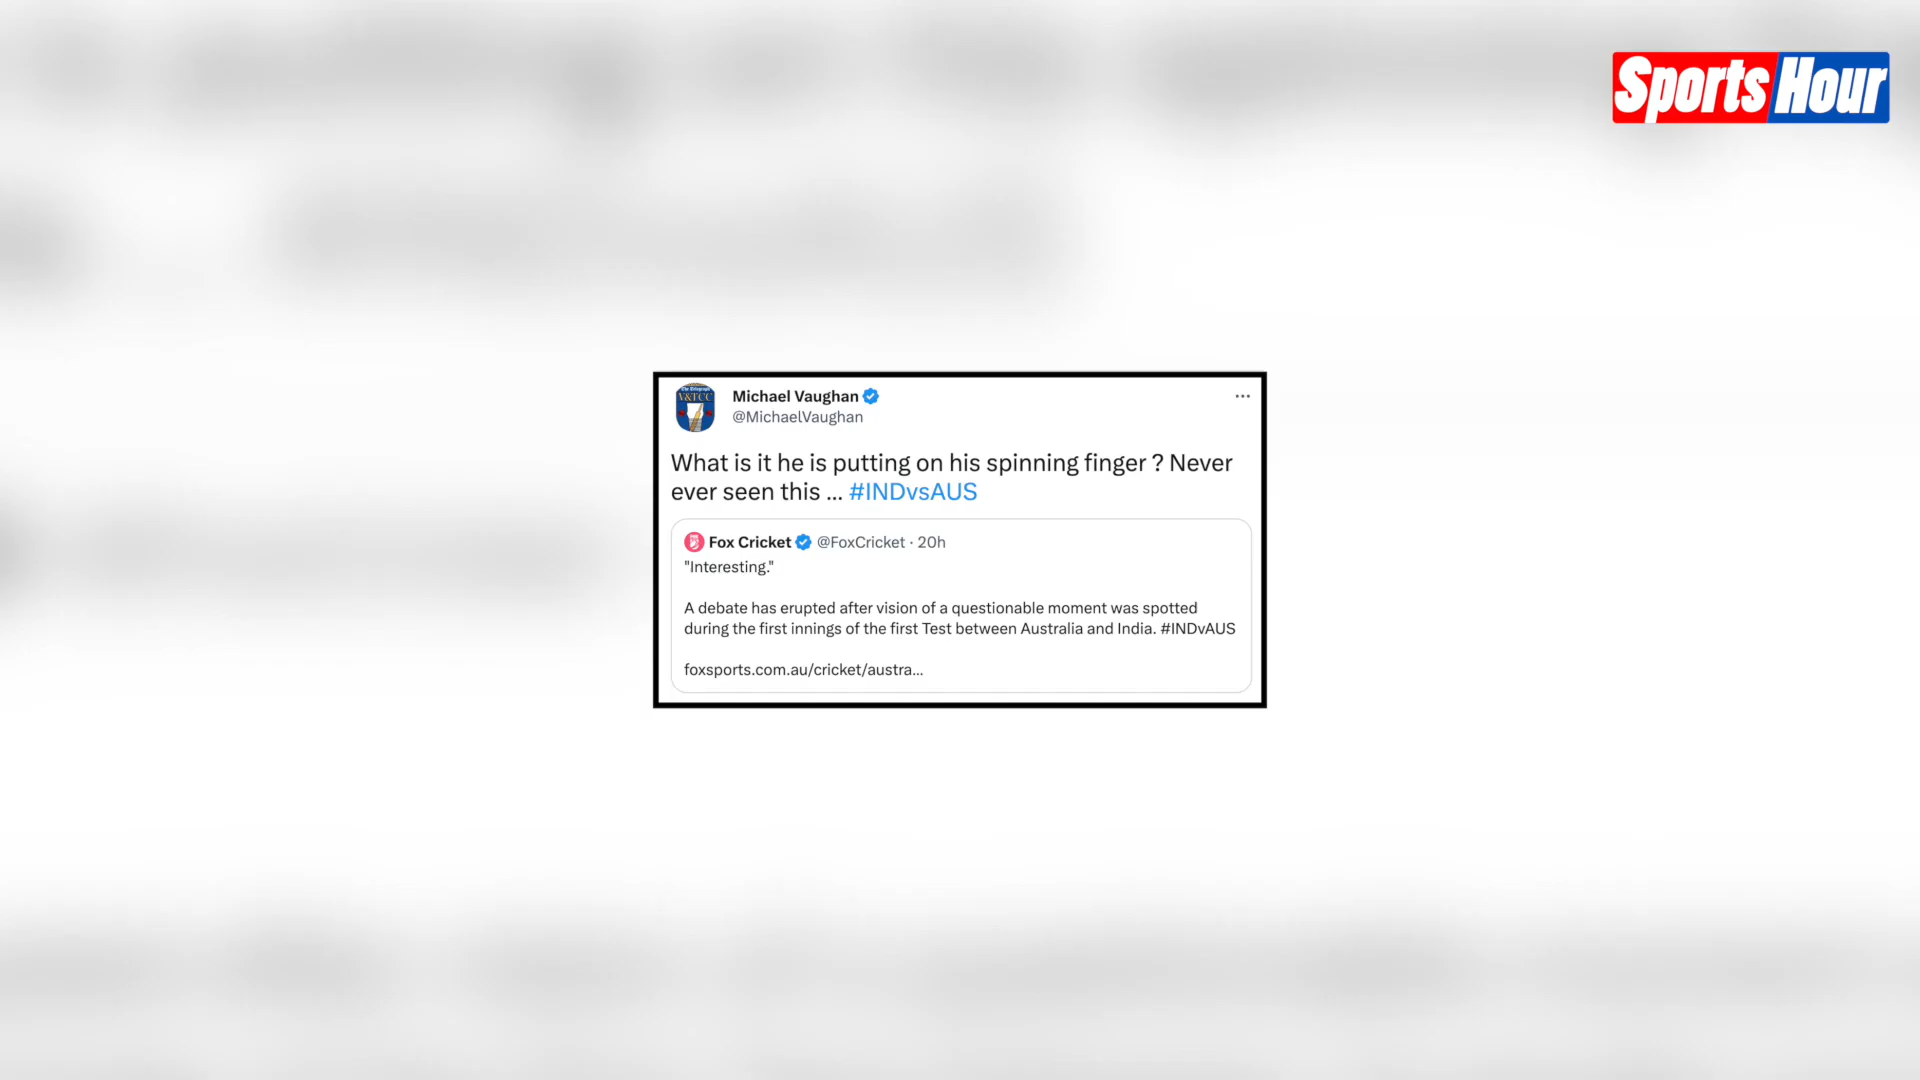 Sports Hour
Michael Vaughan
@MichaelVaughan
What is it he is putting on his spinning finger ? Never
ever seen this ... #INDvsAUS
Fox Cricket @FoxCricket · 20h
"Interesting."
A debate has erupted after vision of a questionable moment was spotted
during the first innings of the first Test between Australia and India. #INDvAUS
foxsports.com.au/cricket/austra...